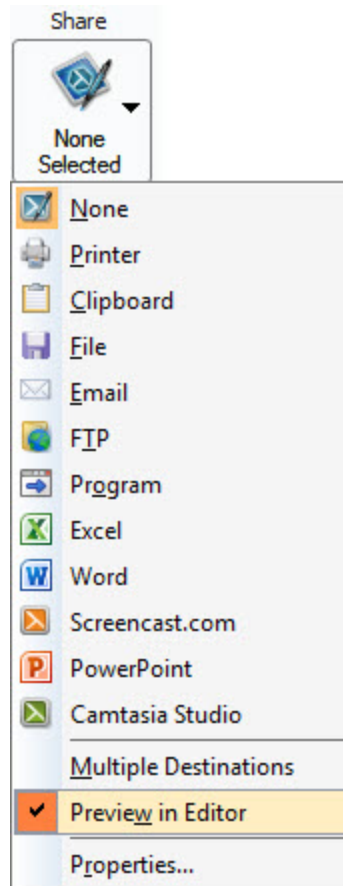 Share
None
Selected
None
Printer
Clipboard
File
Email
FTP
Program
Excel
Word
Screencast.com
PowerPoint
Camtasia Studio
Multiple Destinations
Preview in Editor
Properties...